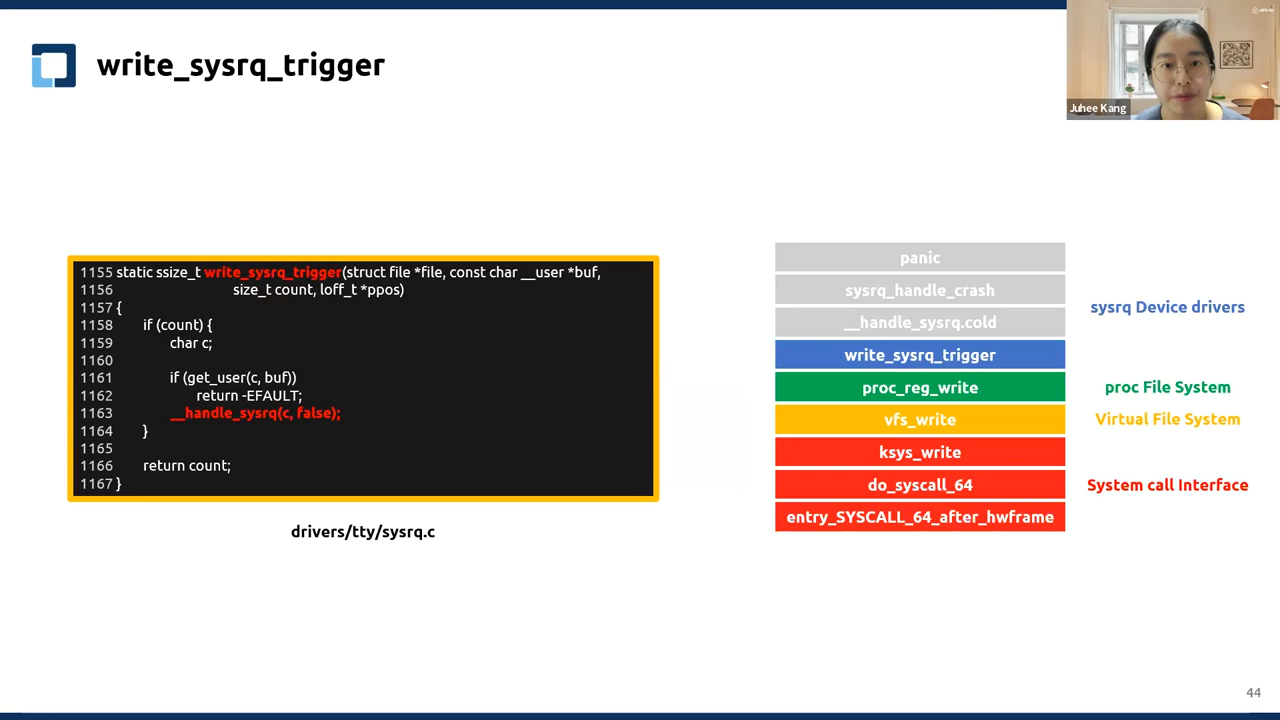 write_sysrq_trigger
Juhee Kang
1155 static ssize_t write_sysrq_trigger(struct file *file, const char __user *buf,
1156 size_t count, loff_t *ppos)
1157 {
1158 if (count) {
1159 char c;
1160
1161 if (get_user(c, buf))
1162 return -EFAULT;
1163 __handle_sysrq(c, false);
1164 }
1165
1166 return count;
1167 }
drivers/tty/sysrq.c
panic
sysrq_handle_crash
__handle_sysrq.cold
write_sysrq_trigger
proc_reg_write
vfs_write
ksys_write
do_syscall_64
entry_SYSCALL_64_after_hwframe
sysrq Device drivers
proc File System
Virtual File System
System call Interface
44